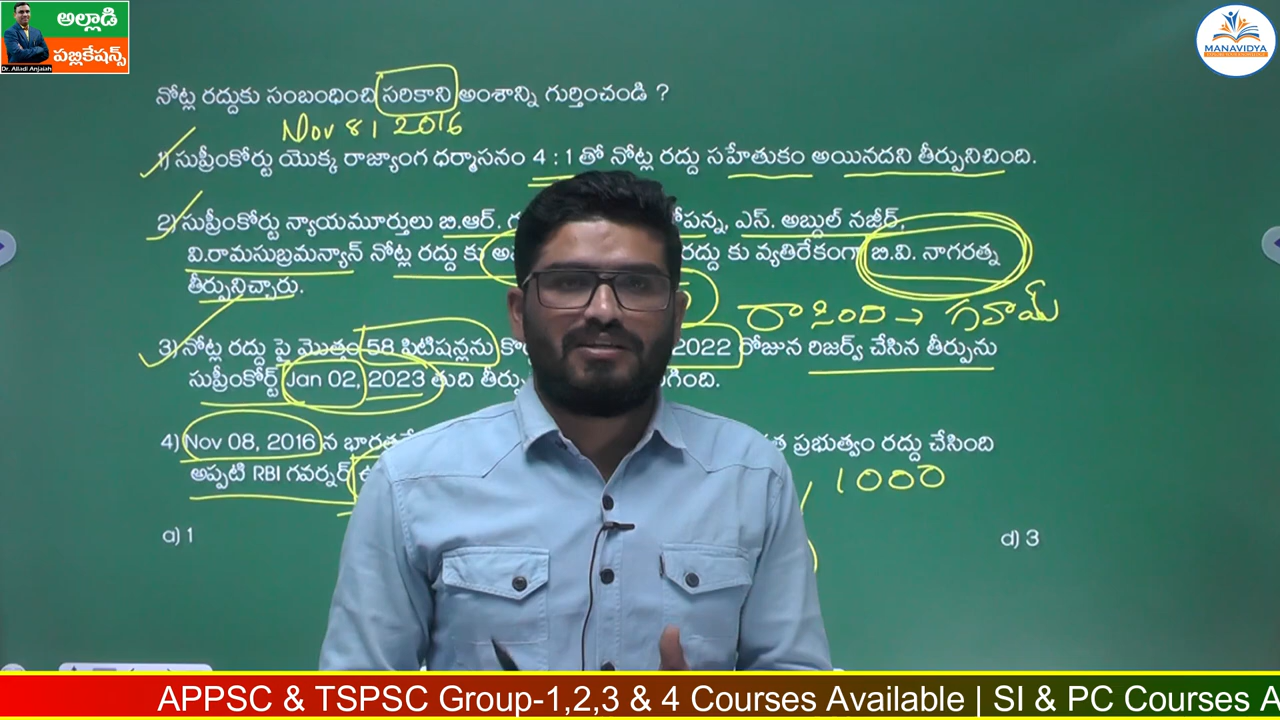 అల్లాడి
పబ్లికేషన్స్
Dr. Alladi Anjaiah
MANAVIDYA
నోట్ల రద్దుకు సంబంధించి సరికాని అంశాన్ని గుర్తించండి ?
Nov 8 | 2016
1) సుప్రీంకోర్టు యొక్క రాజ్యాంగ ధర్మాసనం 4 : 1 తో నోట్ల రద్దు సహేతుకం అయినదని తీర్పునిచింది.
2) సుప్రీంకోర్టు న్యాయమూర్తులు బి.ఆర్. ఎస్. అబ్దుల్ నజీర్,
వి.రామసుబ్రమన్యాన్ నోట్ల రద్దు కు రద్దు కు వ్యతిరేకంగా బి.వి. నాగరత్న
తీర్పునిచ్చారు.
రాసింది → గవాయ్
3) నోట్ల రద్దు పై మొత్తం 58 పిటిషన్లను 2022 రోజున రిజర్వ్ చేసిన తీర్పును
సుప్రీంకోర్ట్ Jan 02, 2023 తుది
4) Nov 08, 2016 న ప్రభుత్వం రద్దు చేసింది
అప్పటి RBI గవర్నర్
1000
a) 1 d) 3
APPSC & TSPSC Group-1,2,3 & 4 Courses Available | SI & PC Courses A